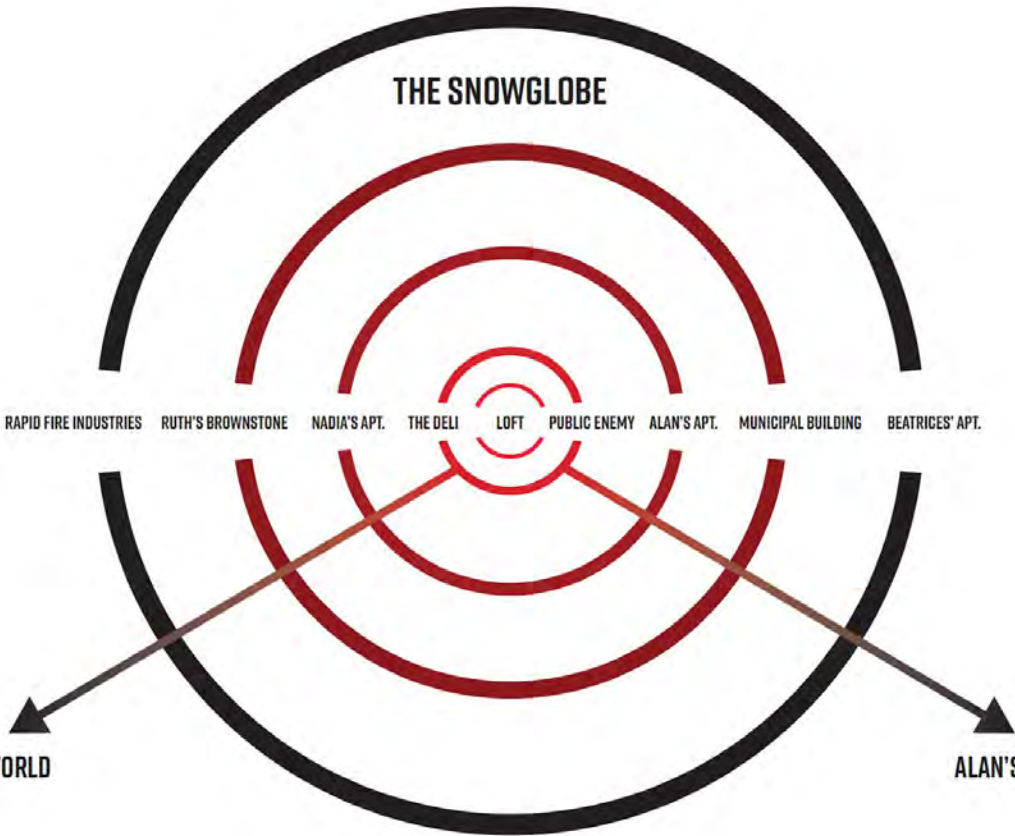 THE SNOWGLOBE
RAPID FIRE INDUSTRIES RUTH'S BROWNSTONE NADIA'S APT. THE DELI LOFT PUBLIC ENEMY ALAN'S APT. MUNICIPAL BUILDING BEATRICES' APT.
ALAN'S